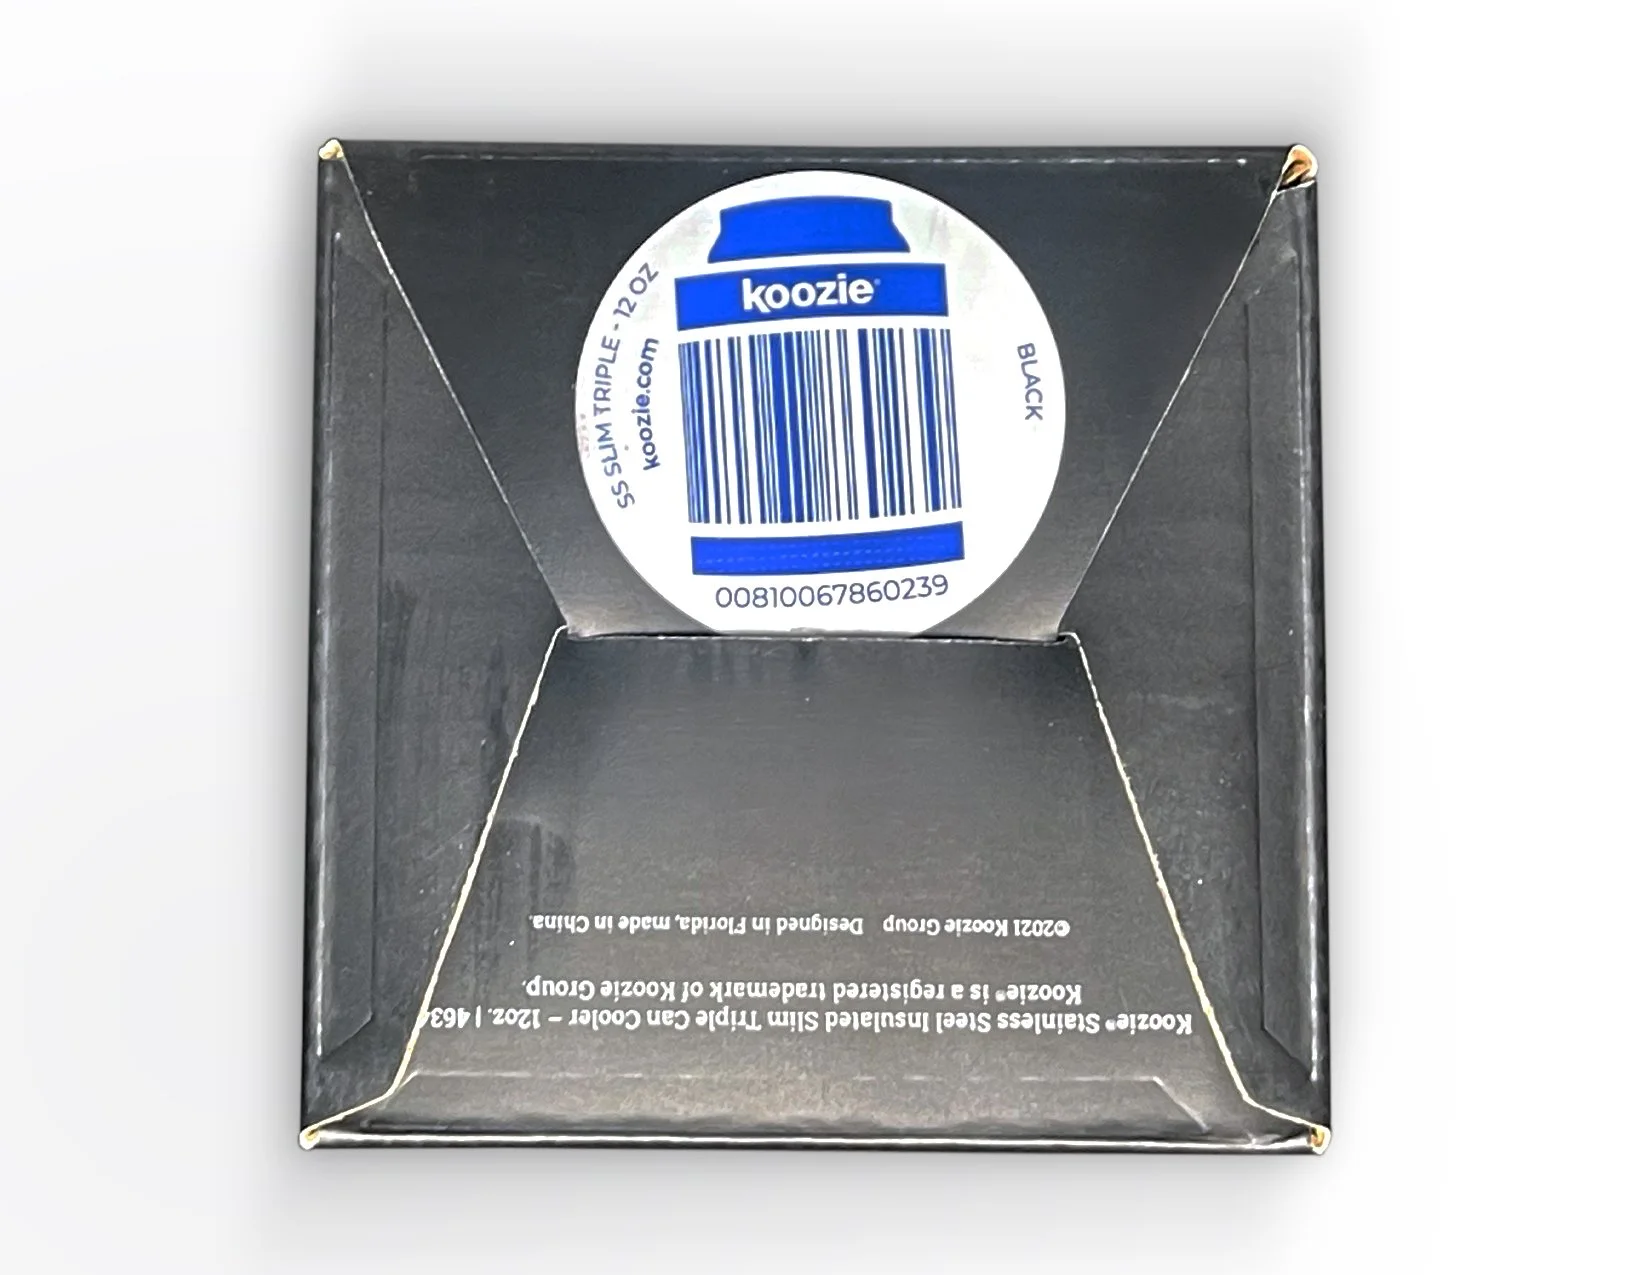 SS SLIM TRIPLE - 12 OZ
koozie.com
koozie®
BLACK
00810067860239
Koozie® Stainless Steel Insulated Slim Triple Can Cooler – 12oz. |
Koozie® is a registered trademark of Koozie Group.
©2021 Koozie Group Designed in Florida, made in China.